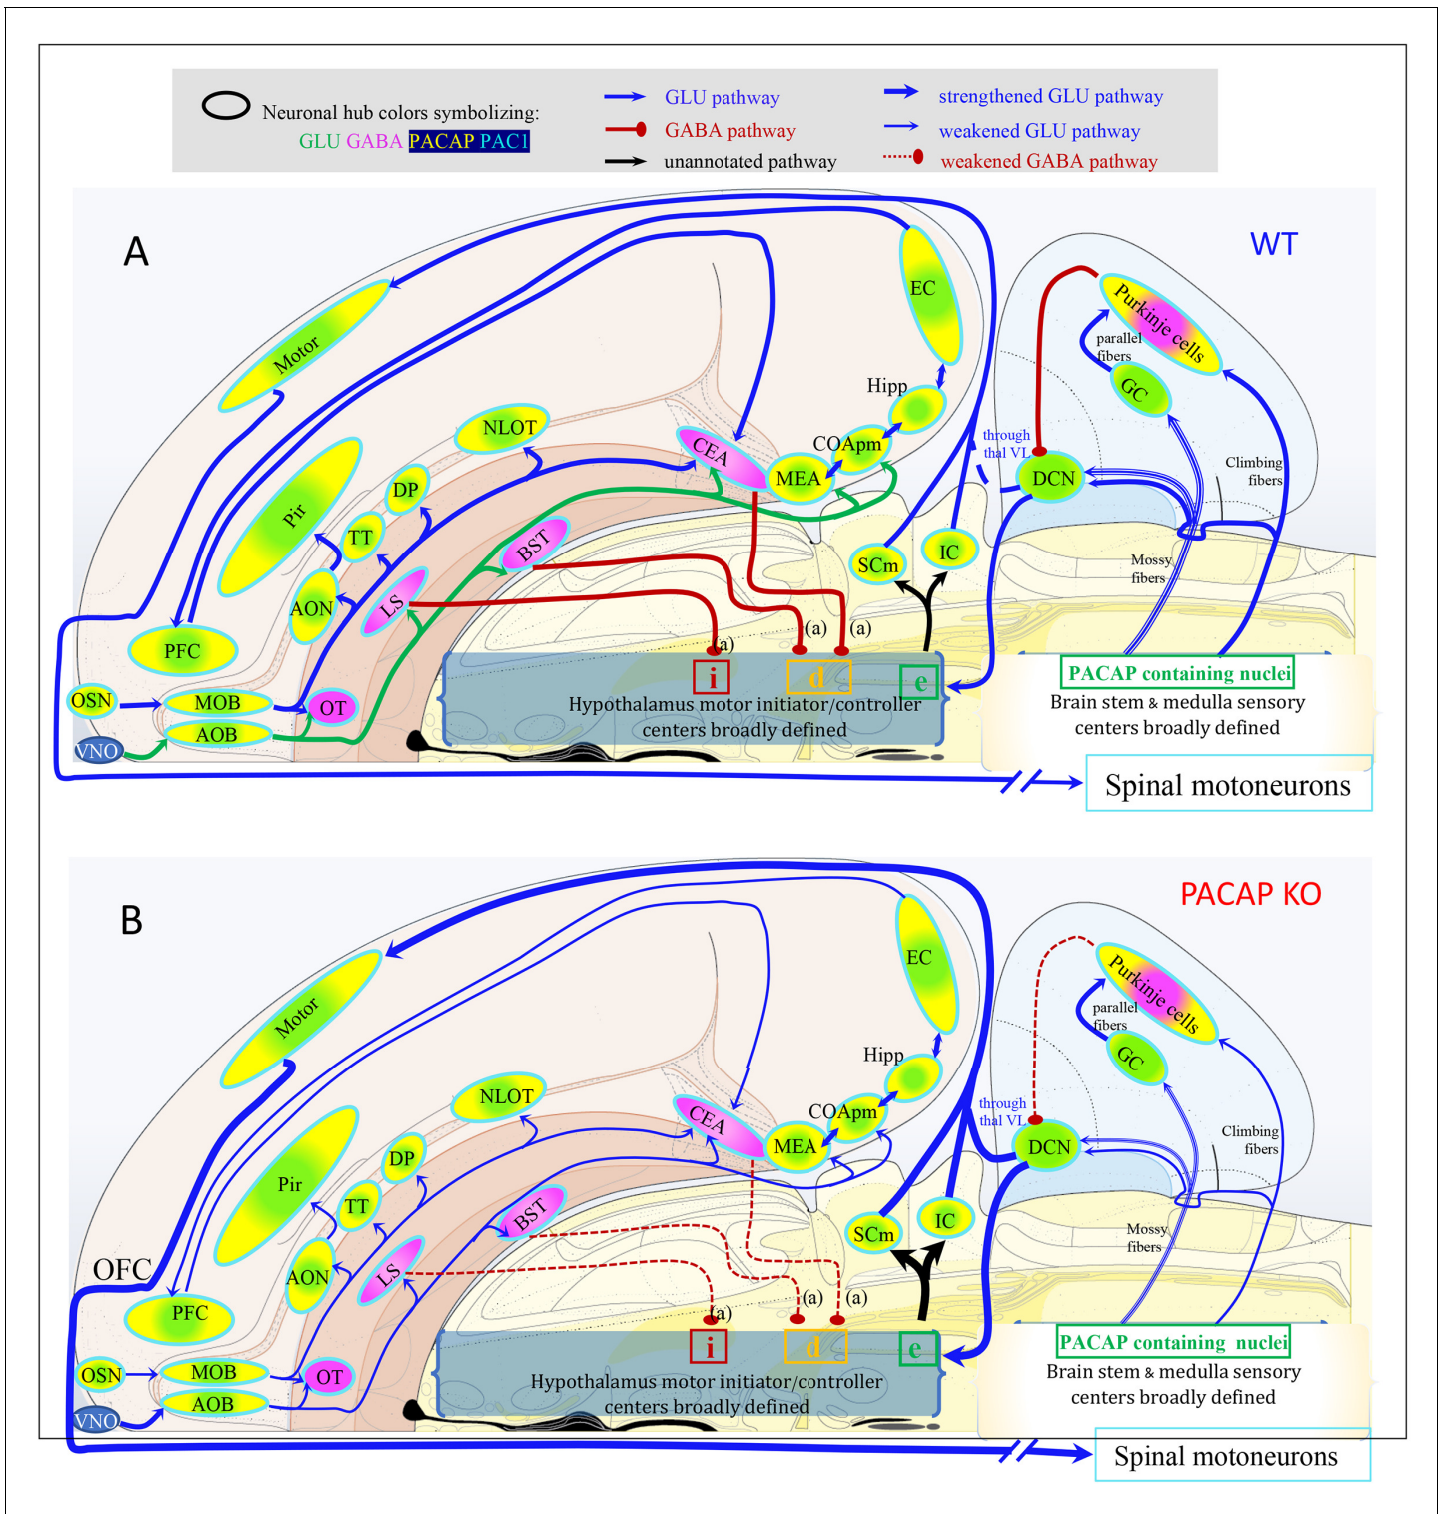 Neuronal hub colors symbolizing:
GLU GABA PACAP PAC1
GLU pathway
GABA pathway
unannotated pathway
strengthened GLU pathway
weakened GLU pathway
weakened GABA pathway
A
WT
Motor
EC
Purkinje cells
parallel
fibers
GC
Hipp
NLOT
CEA
COApm
MEA
through
thal VL
DCN
Climbing
fibers
Pir
DP
TT
BST
SCm
IC
Mossy
fibers
AON
LS
PFC
(a)
(a)
(a)
i
d
e
PACAP containing nuclei
OSN
MOB
OT
AOB
VNO
Hypothalamus motor initiator/controller
centers broadly defined
Brain stem & medulla sensory
centers broadly defined
Spinal motoneurons
B
PACAP KO
Motor
EC
Purkinje cells
parallel
fibers
GC
Hipp
NLOT
CEA
COApm
MEA
through
thal VL
DCN
Climbing
fibers
Pir
DP
TT
BST
SCm
IC
Mossy
fibers
OFC
AON
LS
PFC
(a)
(a)
(a)
i
d
e
PACAP containing nuclei
OSN
MOB
OT
AOB
VNO
Hypothalamus motor initiator/controller
centers broadly defined
Brain stem & medulla sensory
centers broadly defined
Spinal motoneurons